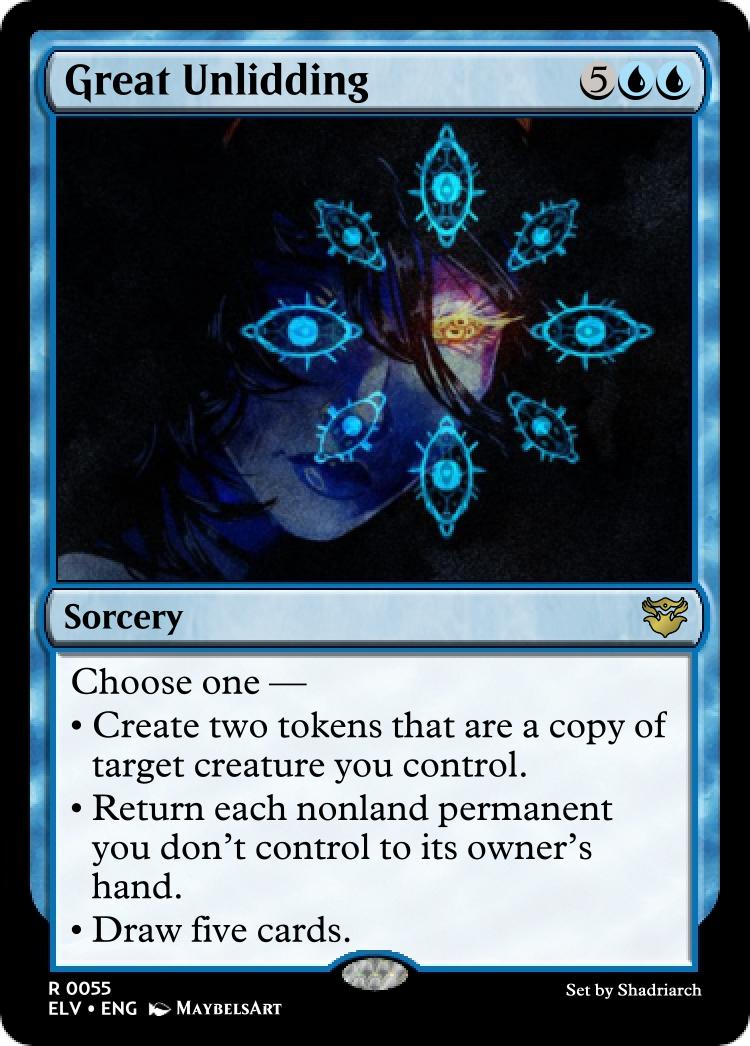 Great Unlidding 5
Sorcery
Choose one —
• Create two tokens that are a copy of
target creature you control.
• Return each nonland permanent
you don’t control to its owner’s
hand.
• Draw five cards.
R 0055
ELV • ENG MAYBELSART
Set by Shadriarch